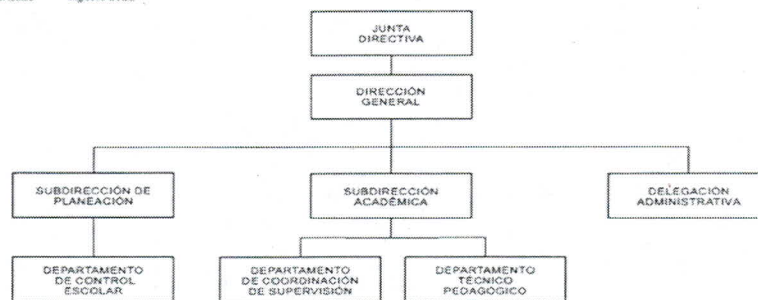 JUNTA
DIRECTIVA
DIRECCIÓN
GENERAL
SUBDIRECCIÓN DE
PLANEACIÓN
SUBDIRECCIÓN
ACADÉMICA
DELEGACIÓN
ADMINISTRATIVA
DEPARTAMENTO
DE CONTROL
ESCOLAR
DEPARTAMENTO
DE COORDINACIÓN
DE SUPERVISIÓN
DEPARTAMENTO
TÉCNICO
PEDAGÓGICO